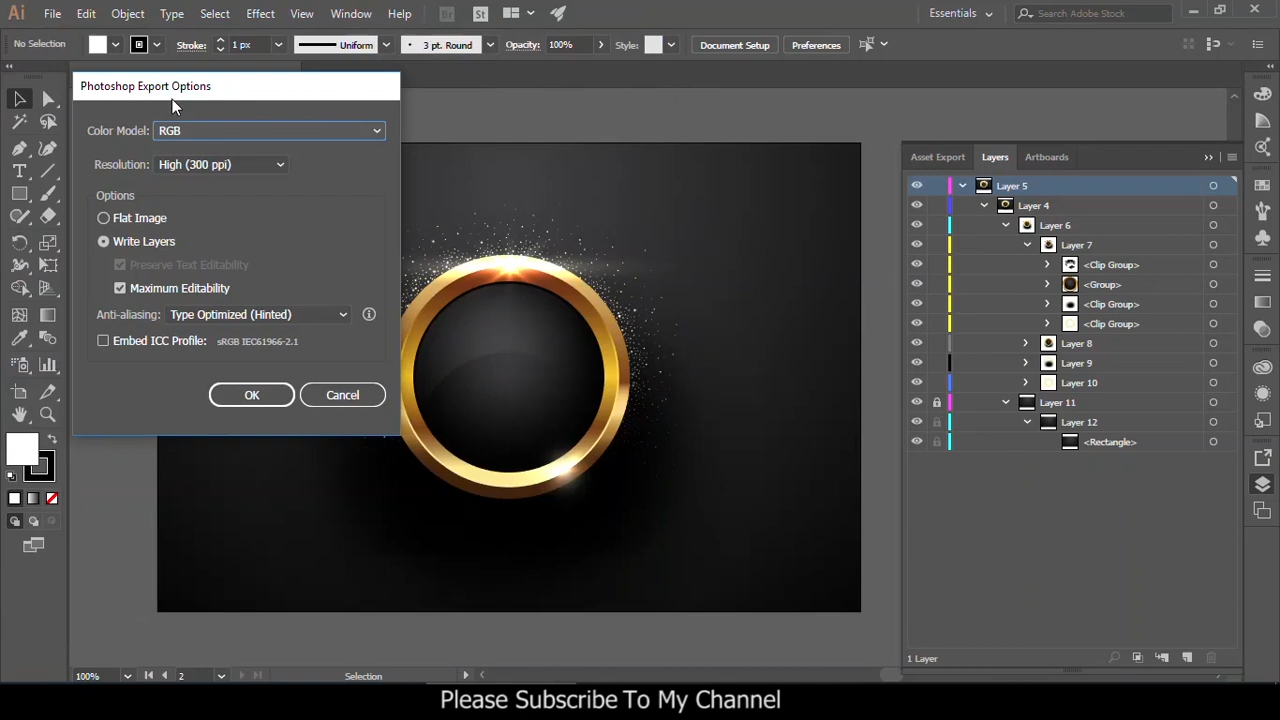 Ai File Edit Object Type Select Effect View Window Help Br St Essentials Search Adobe Stock
No Selection Stroke: 1 px Uniform 3 pt. Round Opacity: 100% Style: Document Setup Preferences
Photoshop Export Options
Color Model: RGB
Resolution: High (300 ppi)
Options
Flat Image
Write Layers
Preserve Text Editability
Maximum Editability
Anti-aliasing: Type Optimized (Hinted)
Embed ICC Profile: sRGB IEC61966-2.1
OK Cancel
Asset Export Layers Artboards
Layer 5
Layer 4
Layer 6
Layer 7
<Clip Group>
<Group>
<Clip Group>
<Clip Group>
Layer 8
Layer 9
Layer 10
Layer 11
Layer 12
<Rectangle>
1 Layer
100% 2 Selection
Please Subscribe To My Channel